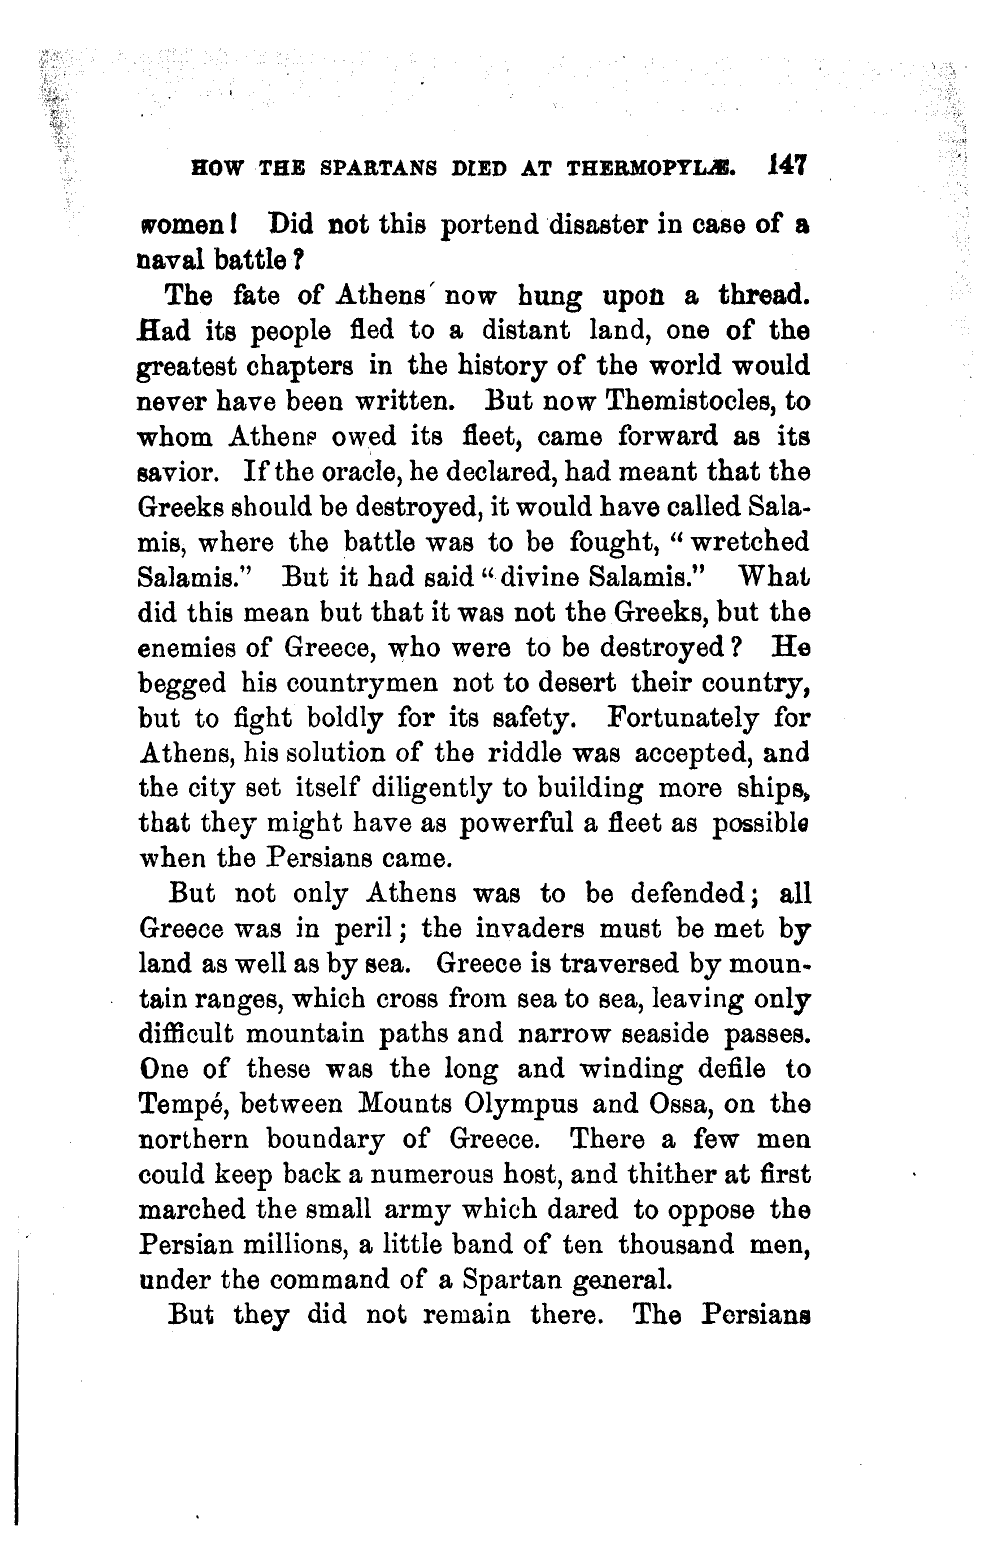 HOW THE SPARTANS DIED AT THERMOPYLÆ. 147
women! Did not this portend disaster in case of a
naval battle?
The fate of Athens now hung upon a thread.
Had its people fled to a distant land, one of the
greatest chapters in the history of the world would
never have been written. But now Themistocles, to
whom Athens owed its fleet, came forward as its
savior. If the oracle, he declared, had meant that the
Greeks should be destroyed, it would have called Sala-
mis, where the battle was to be fought, "wretched
Salamis." But it had said "divine Salamis." What
did this mean but that it was not the Greeks, but the
enemies of Greece, who were to be destroyed? He
begged his countrymen not to desert their country,
but to fight boldly for its safety. Fortunately for
Athens, his solution of the riddle was accepted, and
the city set itself diligently to building more ships,
that they might have as powerful a fleet as possible
when the Persians came.
But not only Athens was to be defended; all
Greece was in peril; the invaders must be met by
land as well as by sea. Greece is traversed by moun-
tain ranges, which cross from sea to sea, leaving only
difficult mountain paths and narrow seaside passes.
One of these was the long and winding defile to
Tempé, between Mounts Olympus and Ossa, on the
northern boundary of Greece. There a few men
could keep back a numerous host, and thither at first
marched the small army which dared to oppose the
Persian millions, a little band of ten thousand men,
under the command of a Spartan general.
But they did not remain there. The Persians